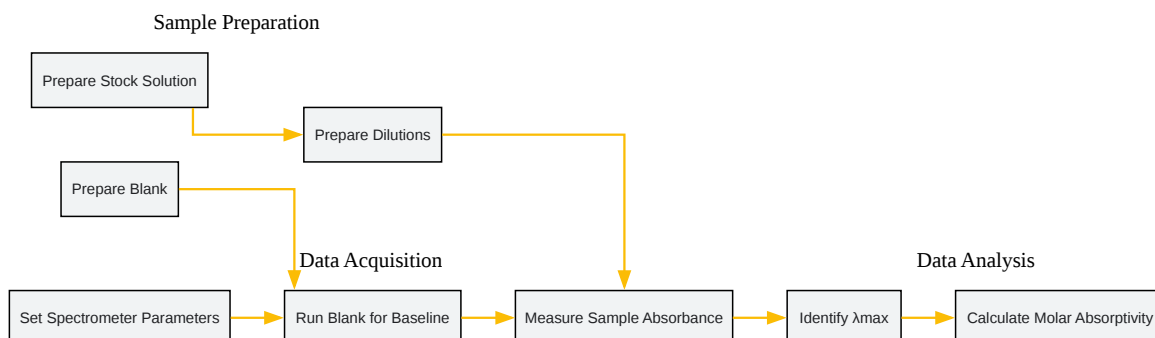 Sample Preparation
Prepare Stock Solution
Prepare Dilutions
Prepare Blank
Data Acquisition
Data Analysis
Set Spectrometer Parameters
Run Blank for Baseline
Measure Sample Absorbance
Identify λmax
Calculate Molar Absorptivity